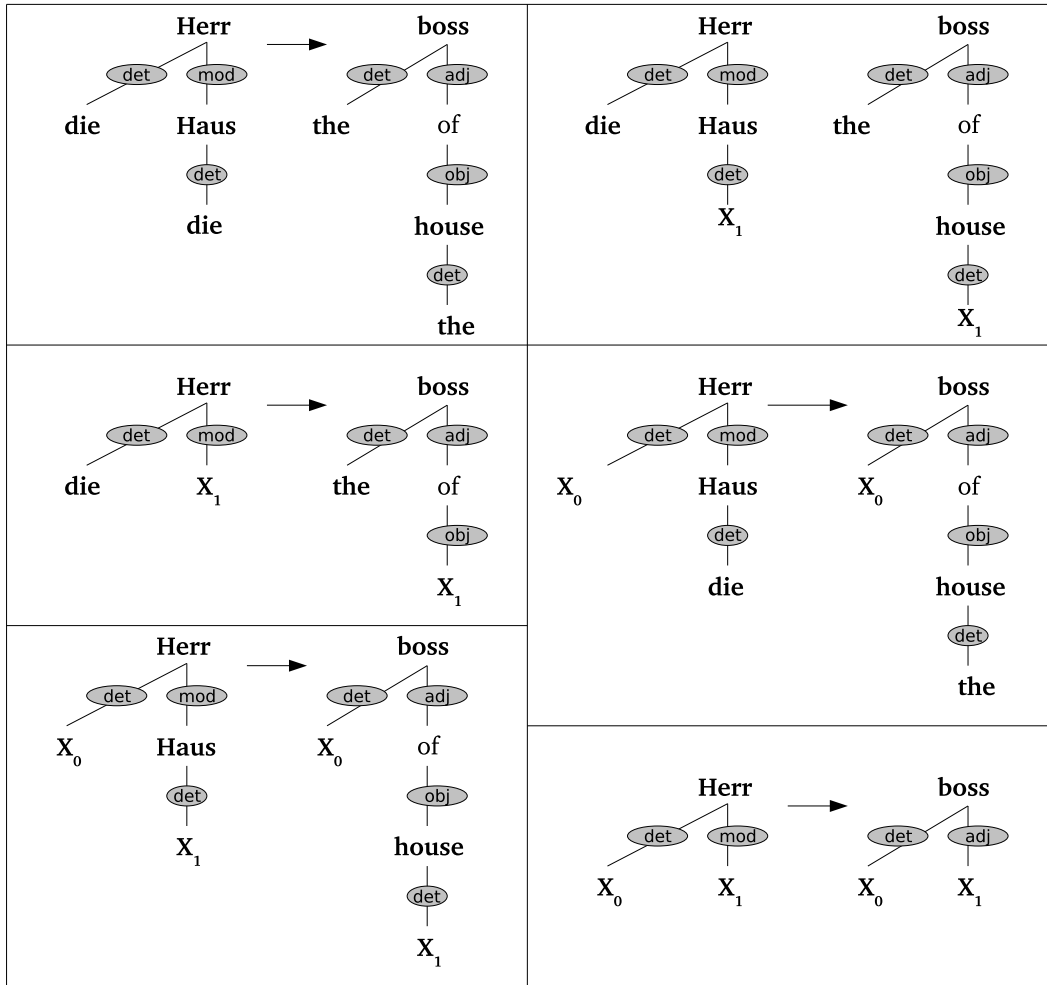 Herr boss
det mod det adj
die Haus the of
det obj
die house
det
the
Herr boss
det mod det adj
die Haus the of
det obj
X1 house
det
X1
Herr boss
det mod det adj
die X1 the of
obj
X1
Herr boss
det mod det adj
X0 Haus X0 of
det obj
die house
det
the
Herr boss
det mod det adj
X0 Haus X0 of
det obj
X1 house
det
X1
Herr boss
det mod det adj
X0 X1 X0 X1